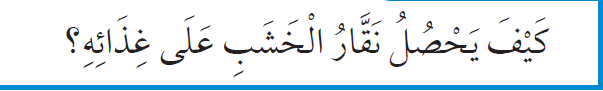 كَيْفَ يَحْصُلُ نَقَّارُ الْخَشَبِ عَلَى غِذَائِهِ؟